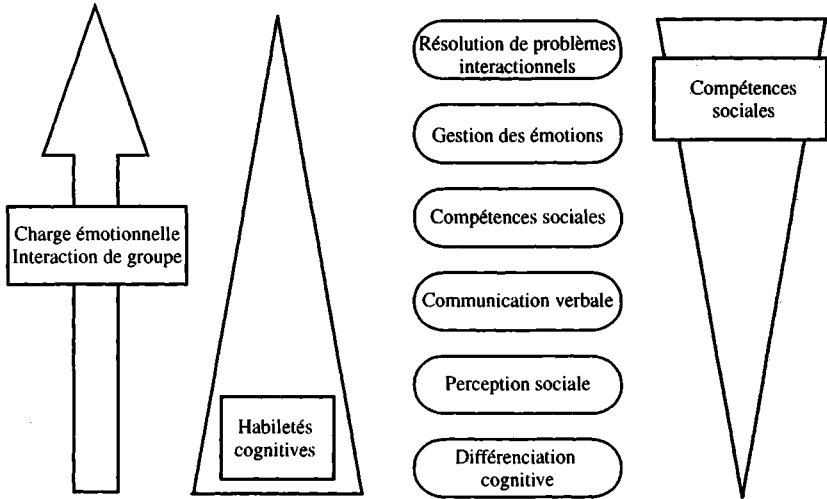 Charge émotionnelle
Interaction de groupe
Habiletés
cognitives
Résolution de problèmes
interactionnels
Gestion des émotions
Compétences sociales
Communication verbale
Perception sociale
Différenciation
cognitive
Compétences
sociales